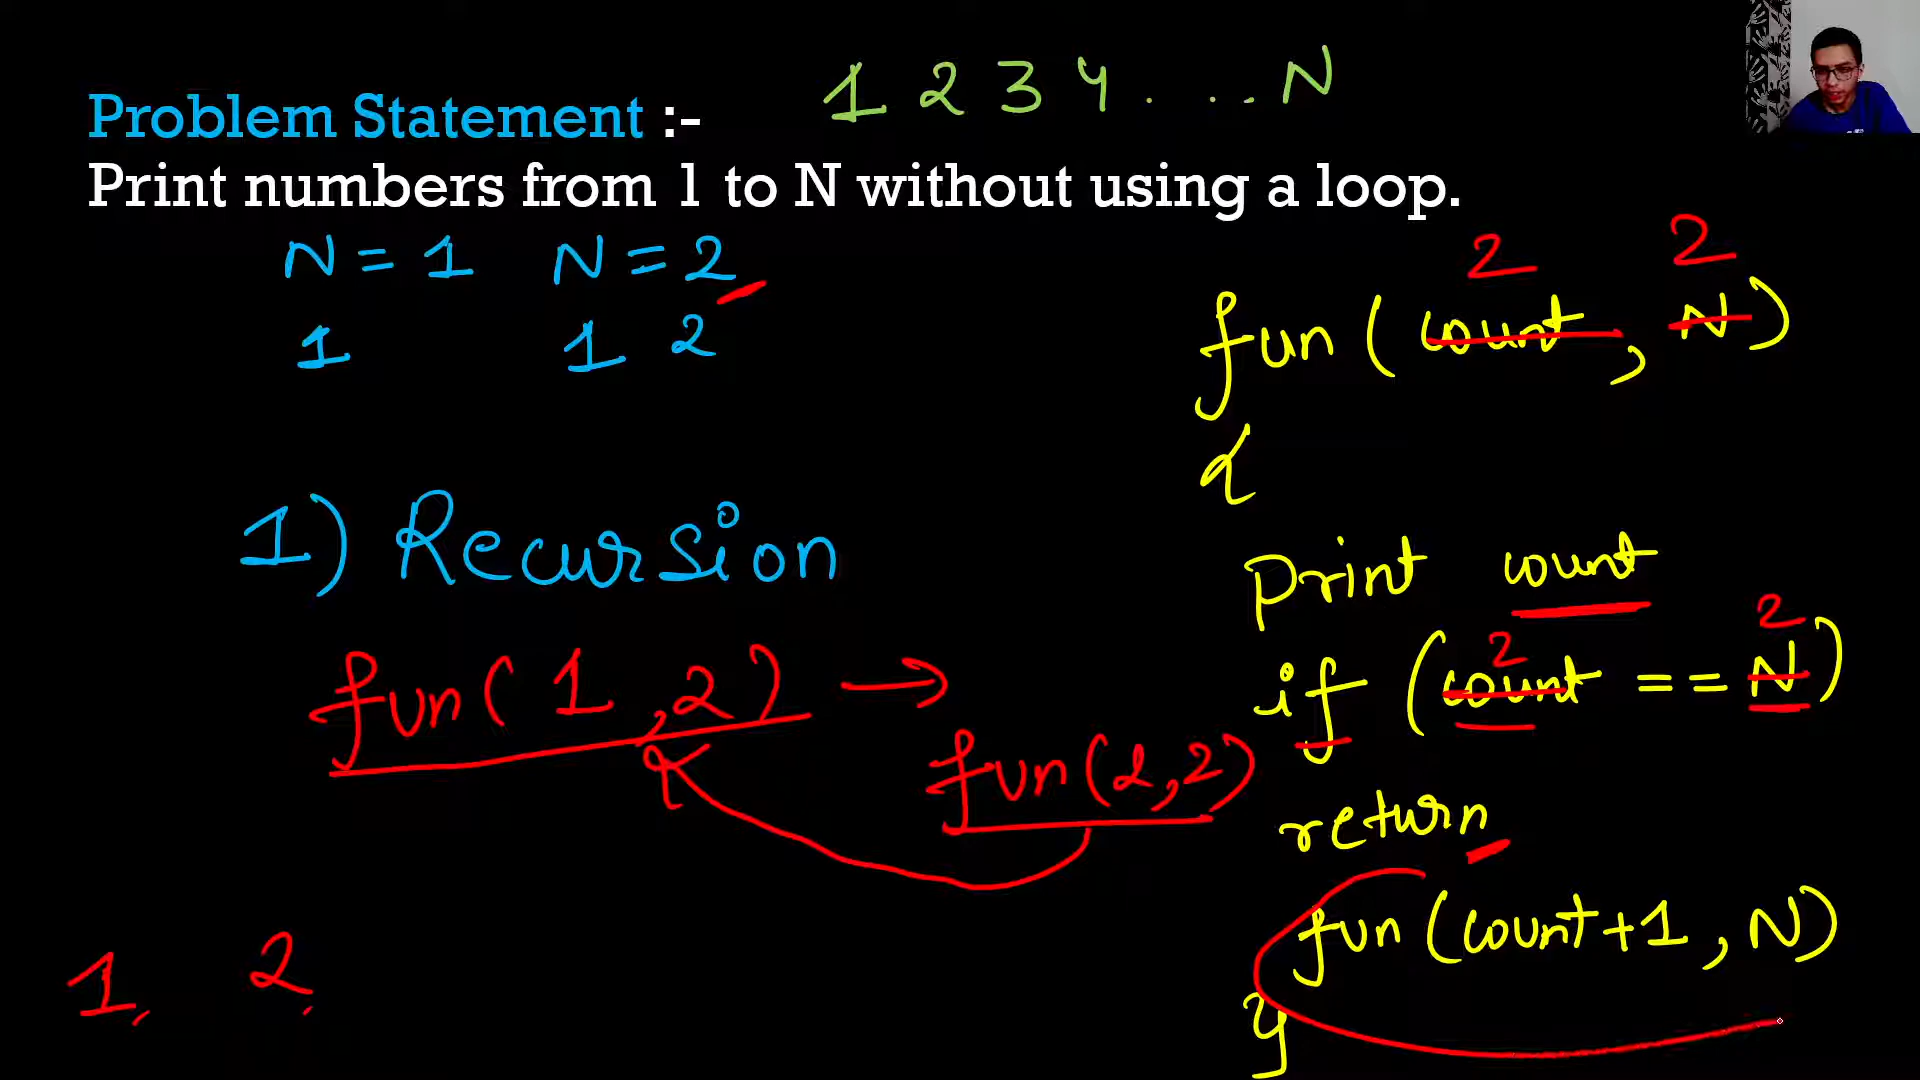 1 2 3 4 . . . . N
Problem Statement :-
Print numbers from 1 to N without using a loop.
N = 1 N = 2
1 1 2
1) Recursion
fun( 1 , 2 ) →
fun( 2 , 2 )
1, 2,
2 2
fun ( count , N )
{
print count
2 2
if ( count == N )
return
fun ( count + 1 , N )
}